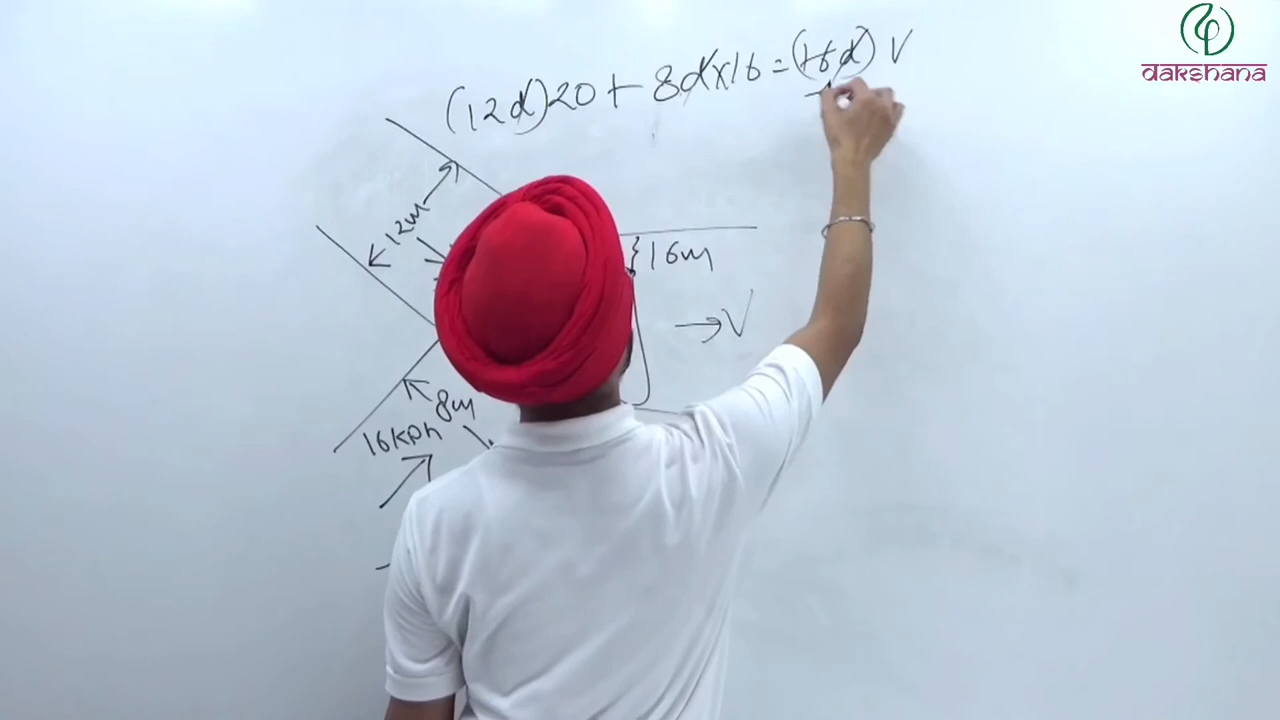 dakshana
(12d)20 + 8d×16 = (16d) V
12m
16m
→V
8m
16kph